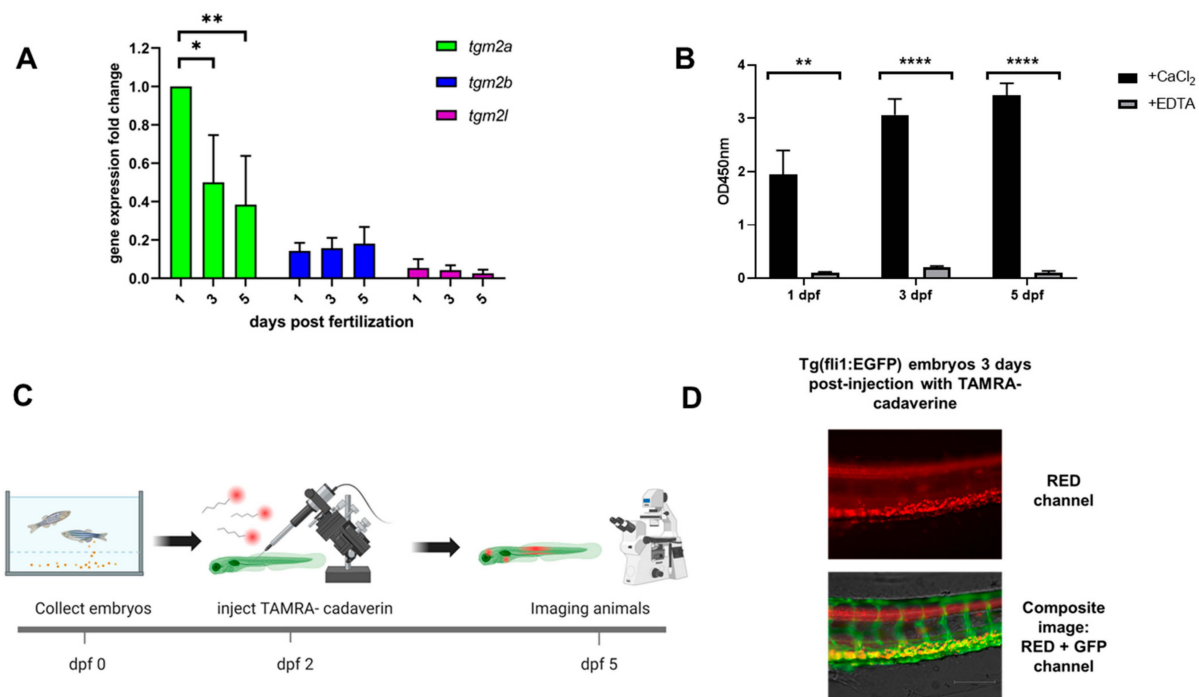 A
**
*
gene expression fold change
1.2
1.0
0.8
0.6
0.4
0.2
0.0
1 3 5 1 3 5 1 3 5
days post fertilization
tgm2a
tgm2b
tgm2l
B
** **** ****
OD450nm
4
3
2
1
0
1 dpf 3 dpf 5 dpf
+CaCl₂
+EDTA
C
Collect embryos inject TAMRA- cadaverin Imaging animals
dpf 0 dpf 2 dpf 5
D
Tg(fli1:EGFP) embryos 3 days
post-injection with TAMRA-
cadaverine
RED
channel
Composite
image:
RED + GFP
channel